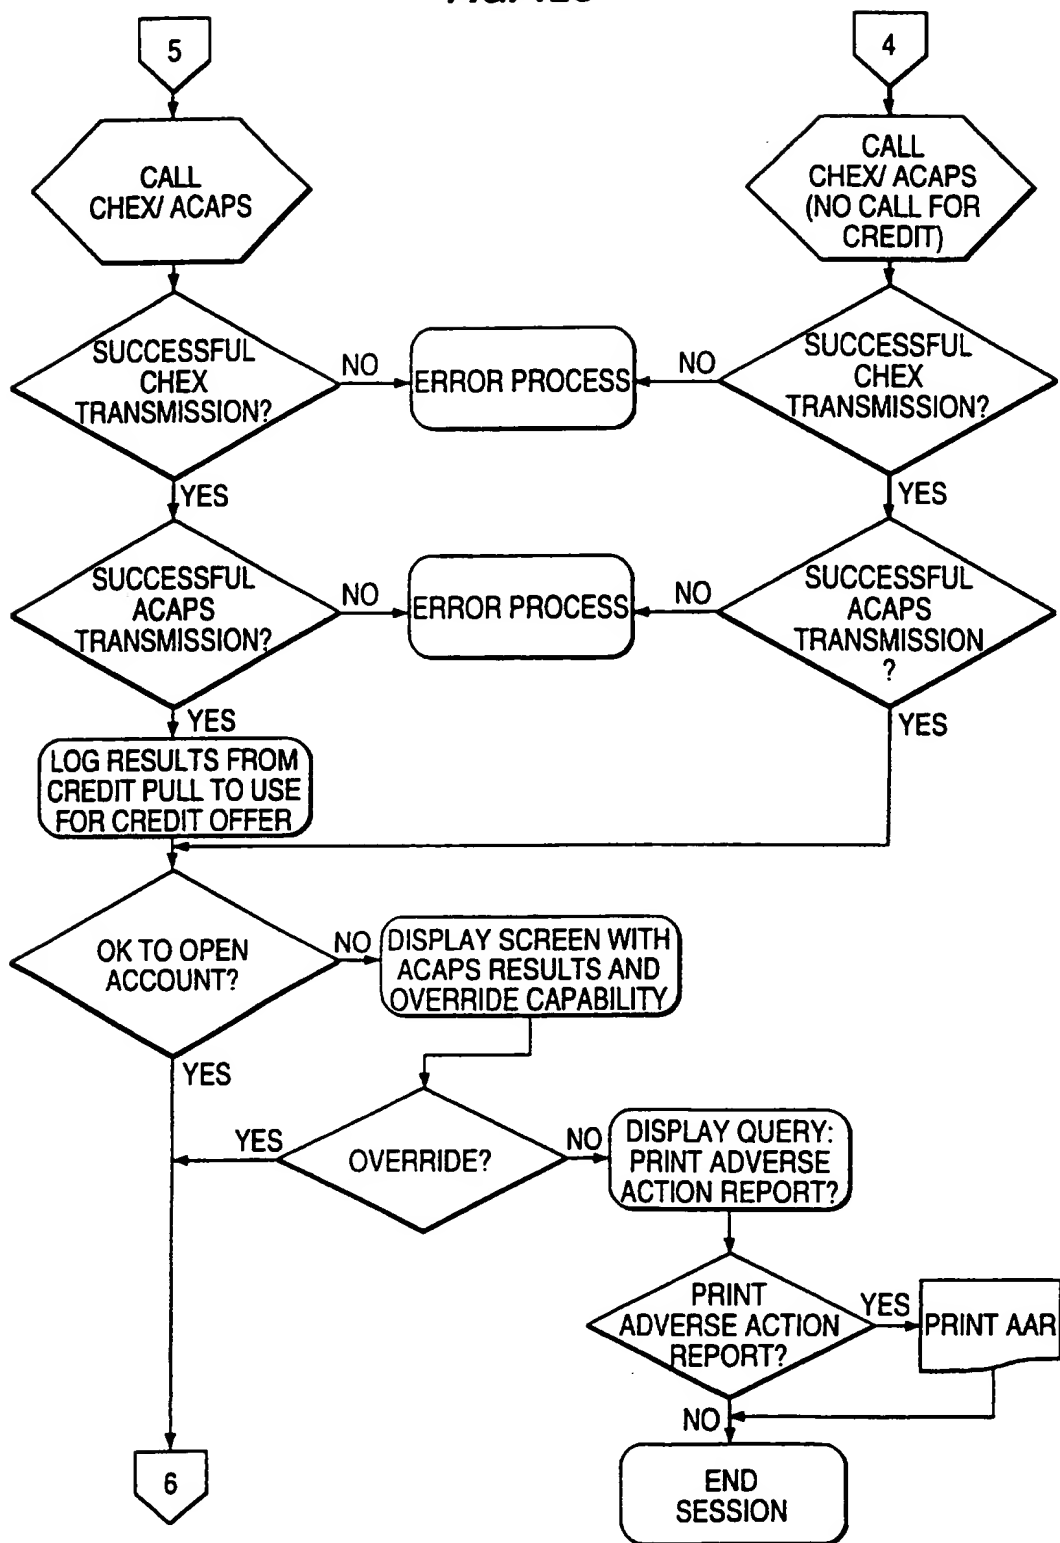 5
4
CALL
CHEX/ ACAPS
CALL
CHEX/ ACAPS
(NO CALL FOR
CREDIT)
SUCCESSFUL
CHEX
TRANSMISSION?
NO
ERROR PROCESS
NO
SUCCESSFUL
CHEX
TRANSMISSION?
YES
YES
SUCCESSFUL
ACAPS
TRANSMISSION?
NO
ERROR PROCESS
NO
SUCCESSFUL
ACAPS
TRANSMISSION
?
YES
YES
LOG RESULTS FROM
CREDIT PULL TO USE
FOR CREDIT OFFER
OK TO OPEN
ACCOUNT?
NO
DISPLAY SCREEN WITH
ACAPS RESULTS AND
OVERRIDE CAPABILITY
YES
YES
OVERRIDE?
NO
DISPLAY QUERY:
PRINT ADVERSE
ACTION REPORT?
PRINT
ADVERSE ACTION
REPORT?
YES
PRINT AAR
NO
6
END
SESSION